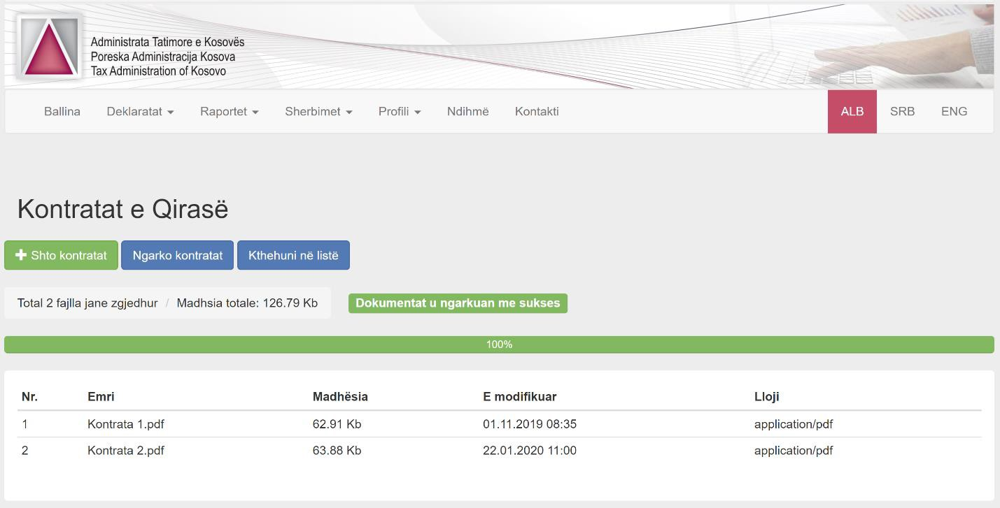 Administrata Tatimore e Kosovës
Poreska Administracija Kosova
Tax Administration of Kosovo
Ballina Deklaratat Raportet Sherbimet Profili Ndihmë Kontakti ALB SRB ENG
Kontratat e Qirasë
Shto kontratat Ngarko kontratat Kthehuni në listë
Total 2 fajlla jane zgjedhur / Madhsia totale: 126.79 Kb Dokumentat u ngarkuan me sukses
100%
Nr. Emri Madhësia E modifikuar Lloji
1 Kontrata 1.pdf 62.91 Kb 01.11.2019 08:35 application/pdf
2 Kontrata 2.pdf 63.88 Kb 22.01.2020 11:00 application/pdf